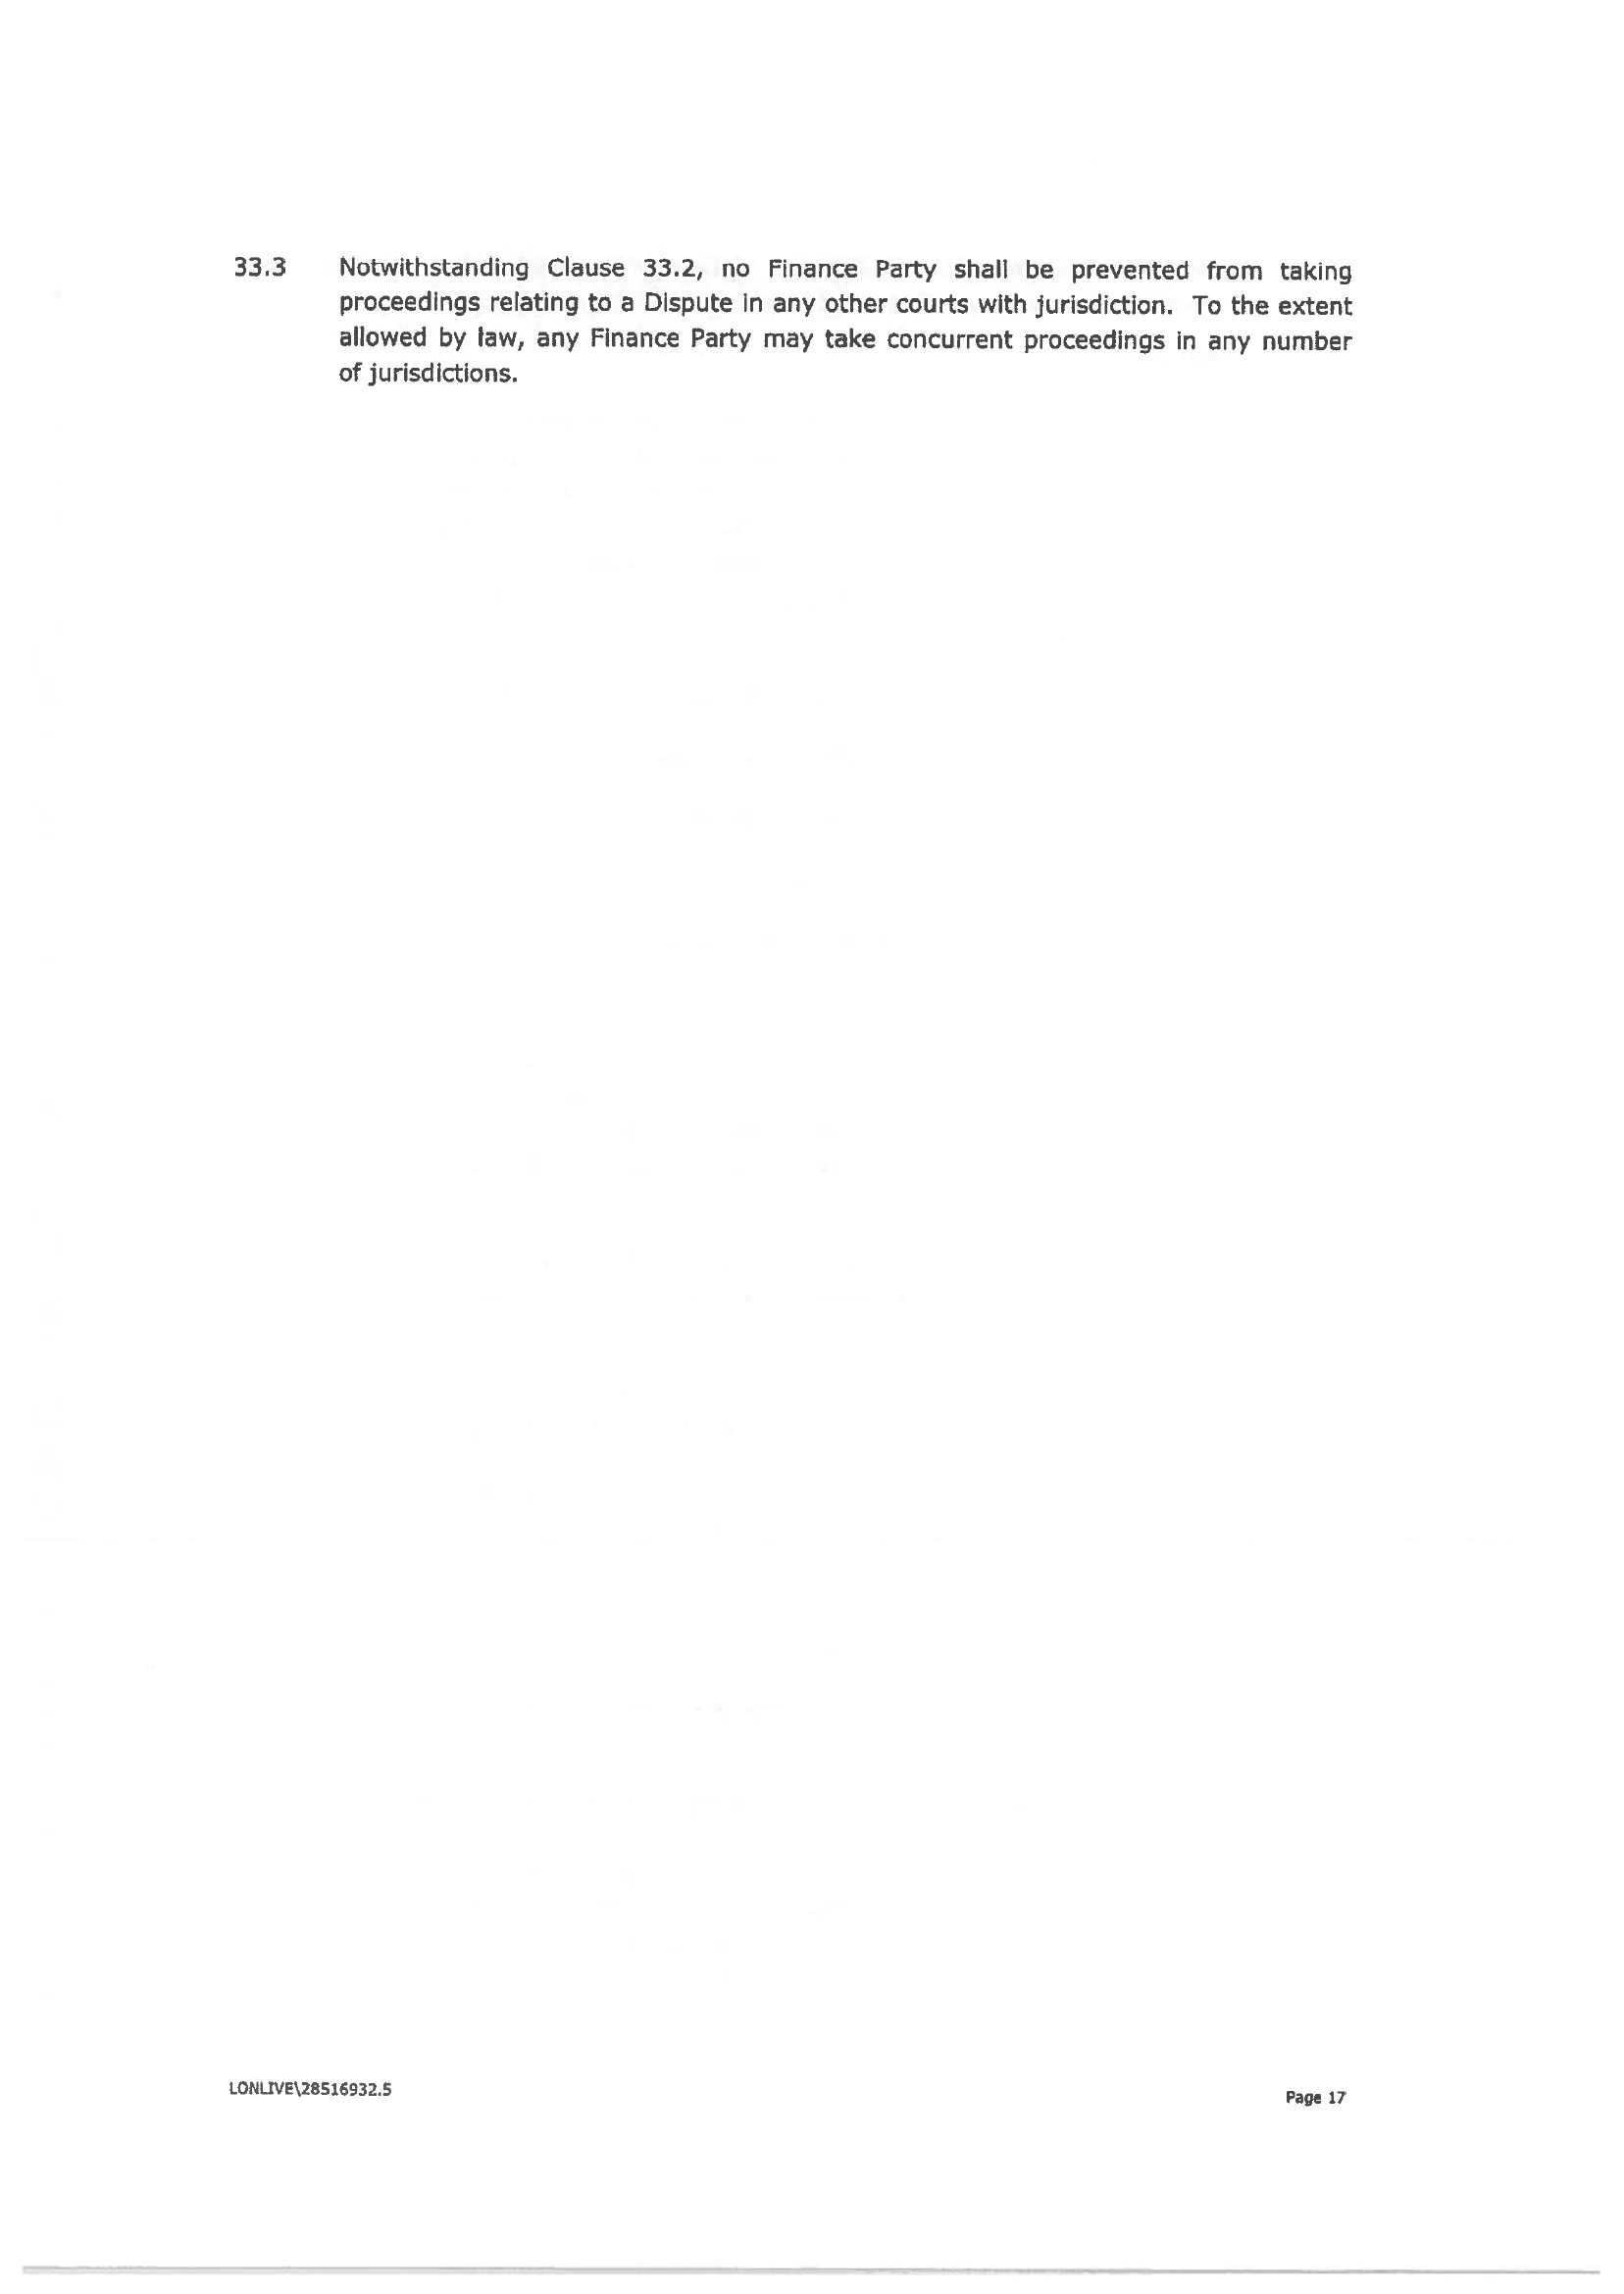 33.3 Notwithstanding Clause 33.2, no Finance Party shall be prevented from taking
proceedings relating to a Dispute in any other courts with jurisdiction. To the extent
allowed by law, any Finance Party may take concurrent proceedings in any number
of jurisdictions.
LONLIVE\28516932.5
Page 17